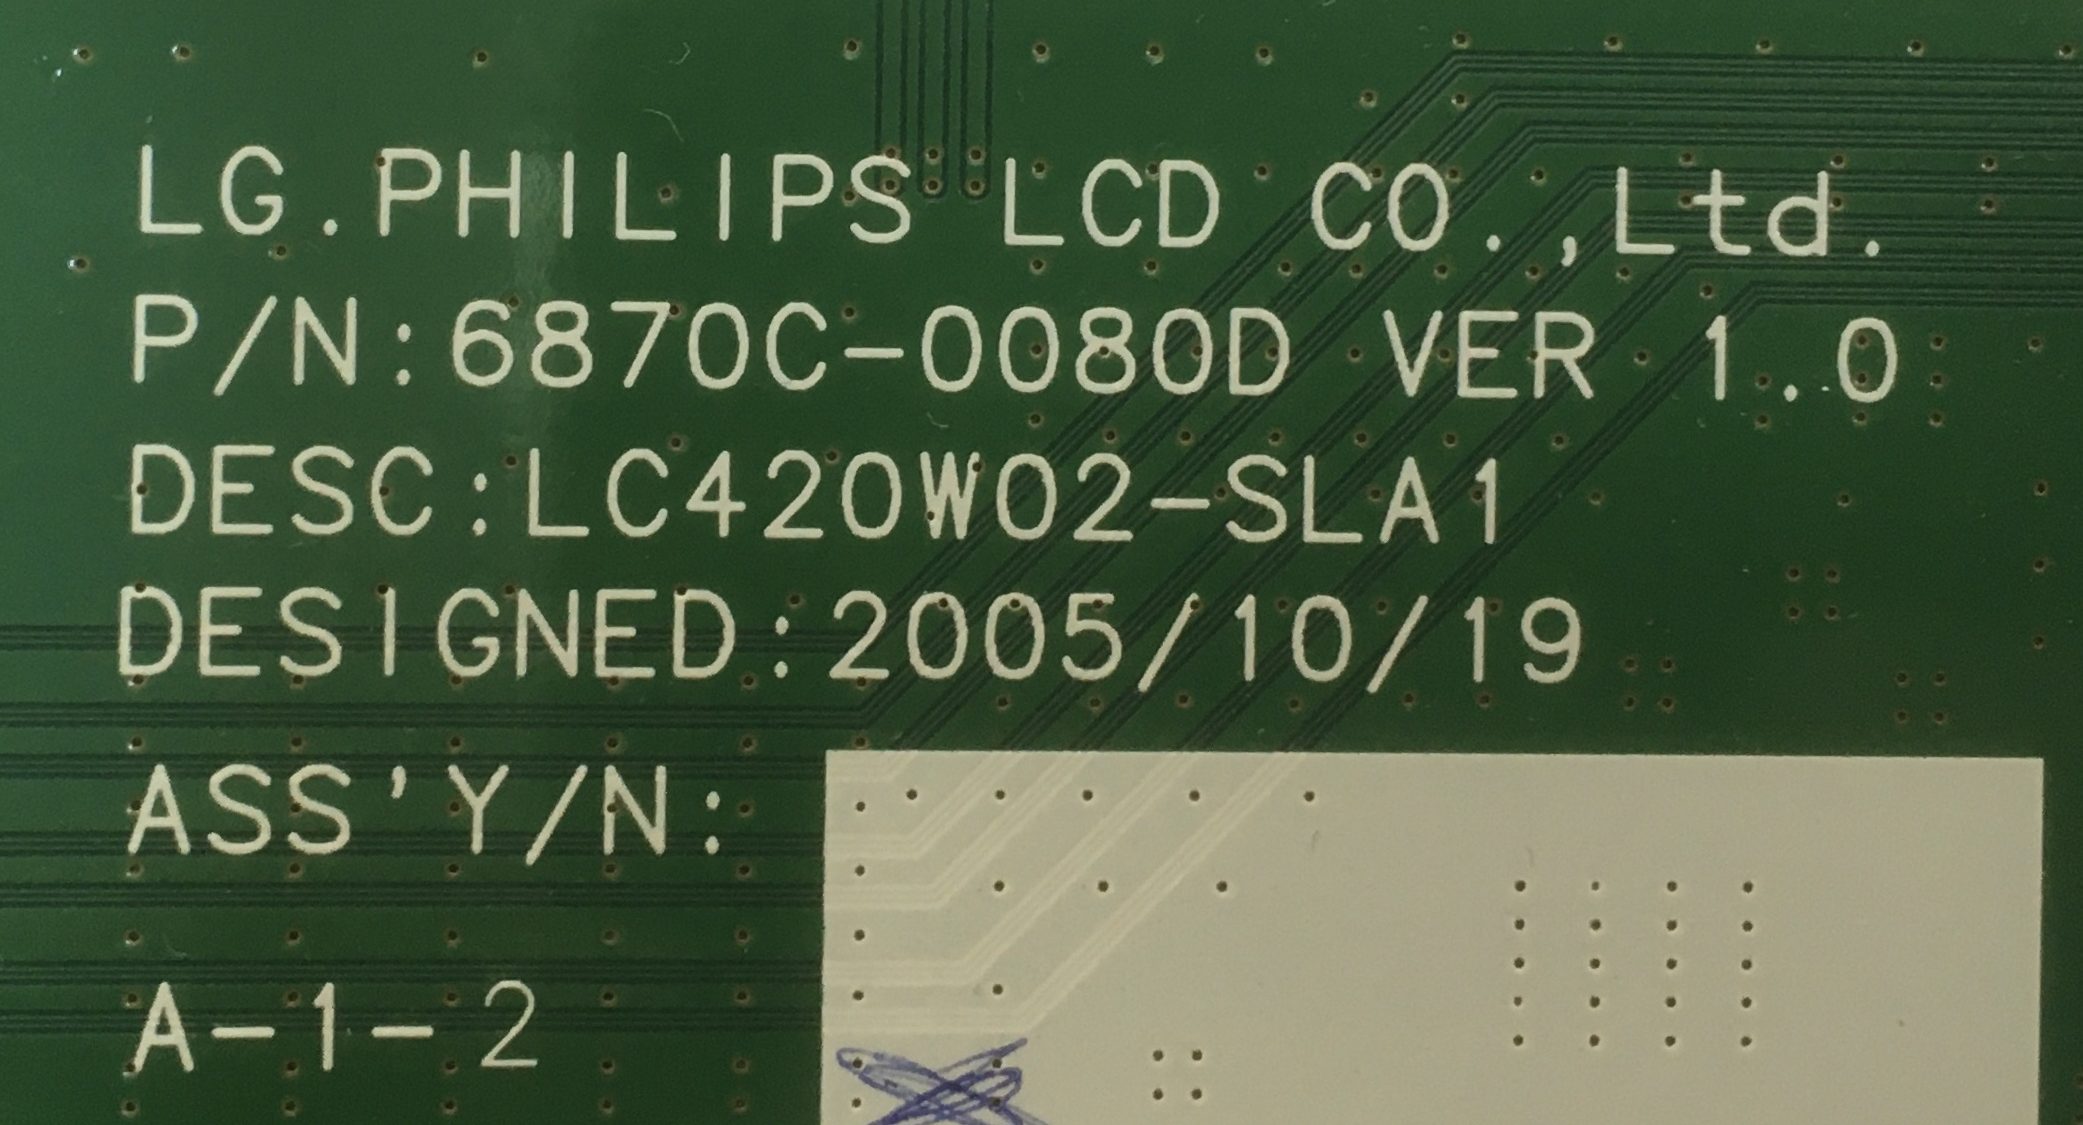 LG.PHILIPS LCD CO.,Ltd.
P/N:6870C-0080D VER 1.0
DESC:LC420W02-SLA1
DESIGNED:2005/10/19
ASS'Y/N:
A-1-2